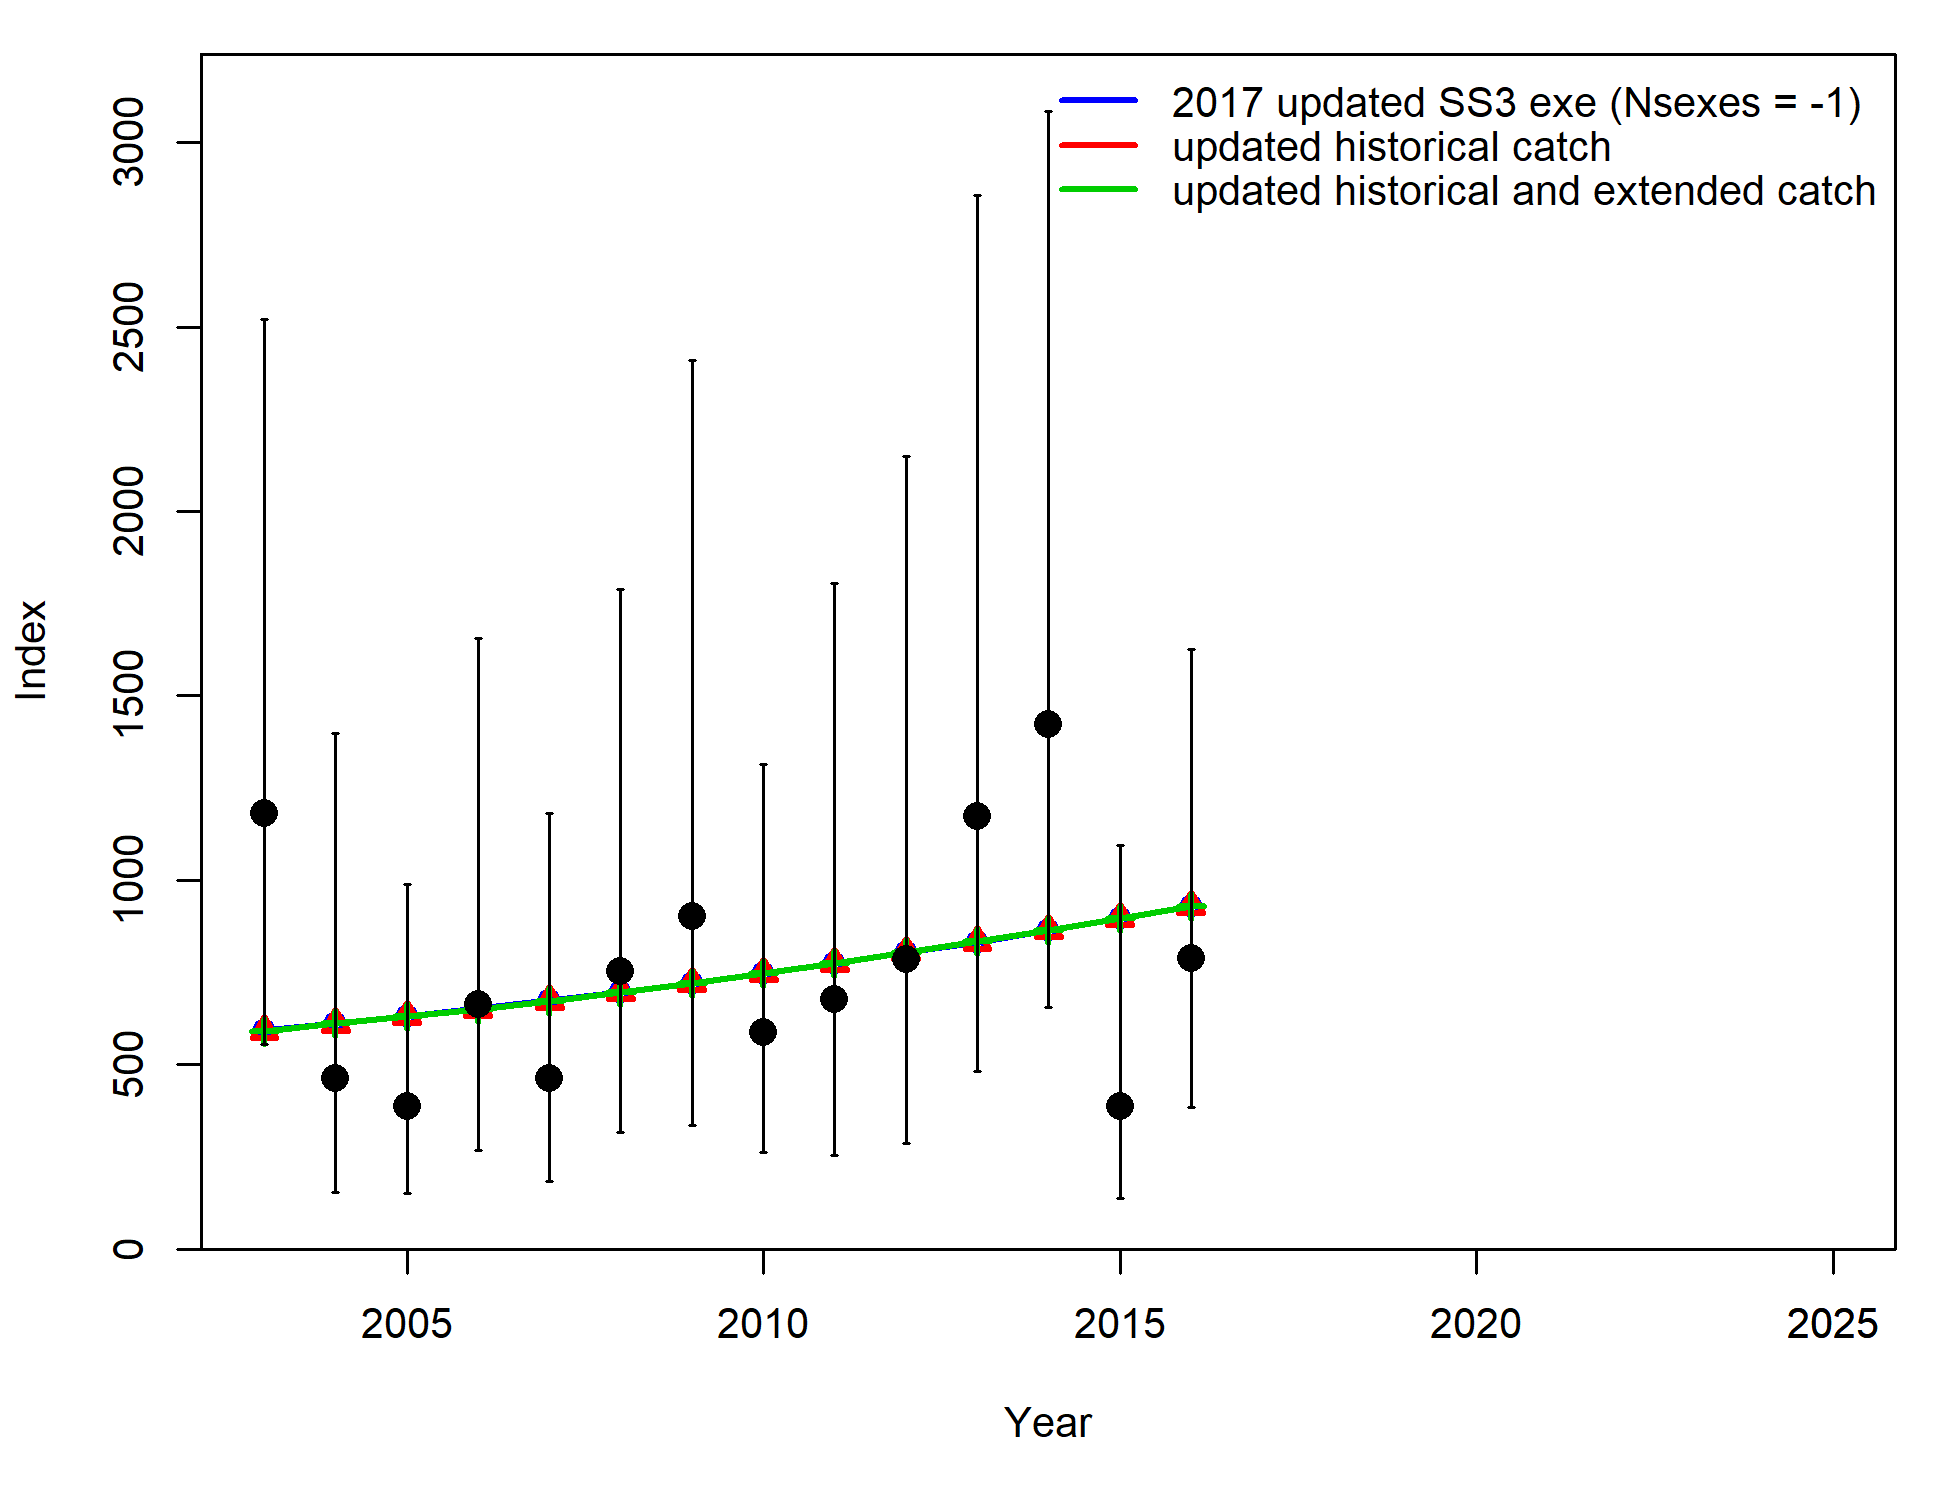 2017 updated SS3 exe (Nsexes = -1)
updated historical catch
updated historical and extended catch
3000
2500
2000
1500
1000
500
0
Index
2005 2010 2015 2020 2025
Year